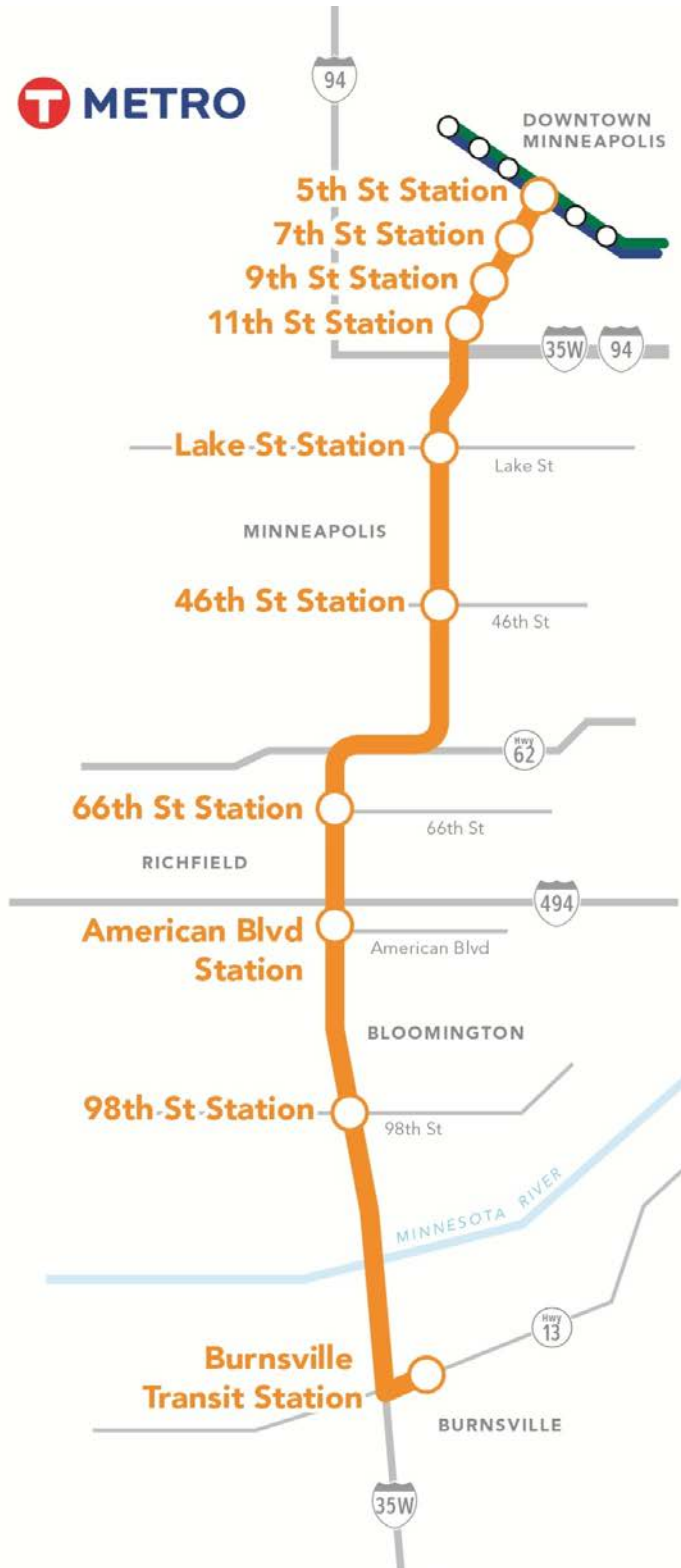 94
T METRO
DOWNTOWN
MINNEAPOLIS
5th St Station
7th St Station
9th St Station
11th St Station
35W
94
Lake St Station
Lake St
MINNEAPOLIS
46th St Station
46th St
Hwy
62
66th St Station
66th St
RICHFIELD
494
American Blvd
Station
American Blvd
BLOOMINGTON
98th St Station
98th St
MINNESOTA RIVER
Hwy
13
Burnsville
Transit Station
BURNSVILLE
35W